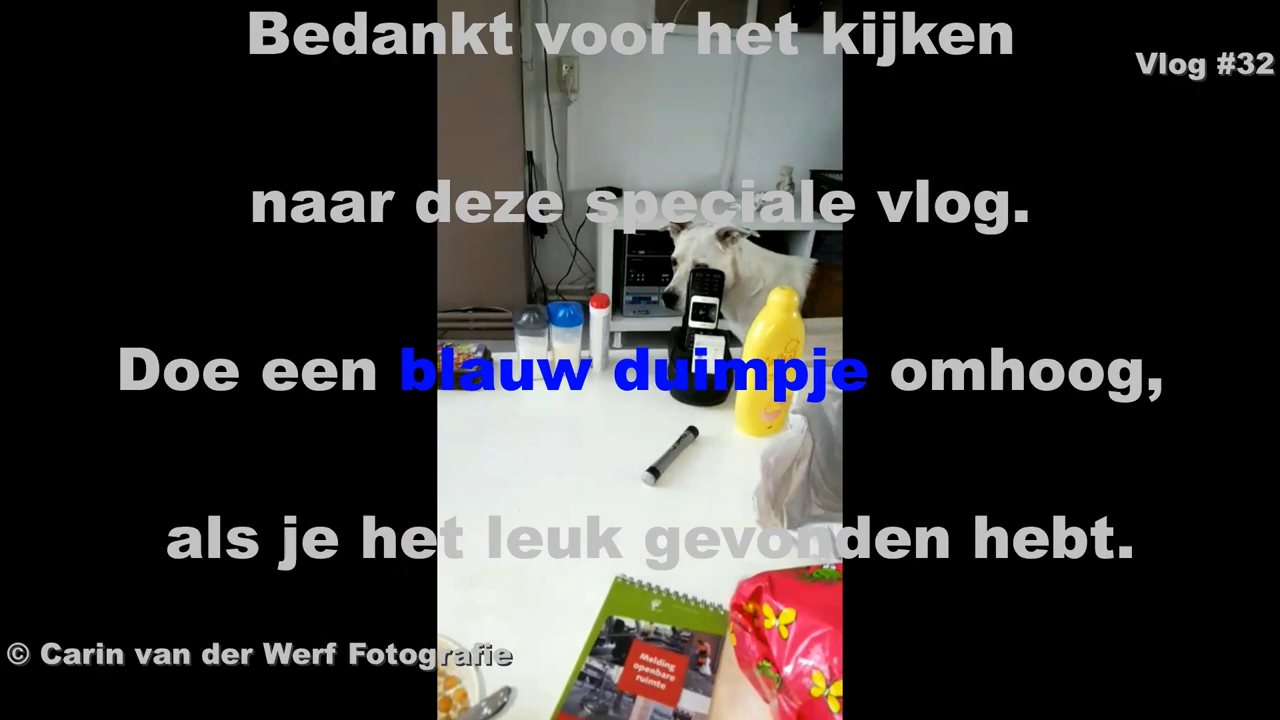 Bedankt voor het kijken
Vlog #32
naar deze speciale vlog.
Doe een blauw duimpje omhoog,
als je het leuk gevonden hebt.
© Carin van der Werf Fotografie
Melding
openbare
ruimte